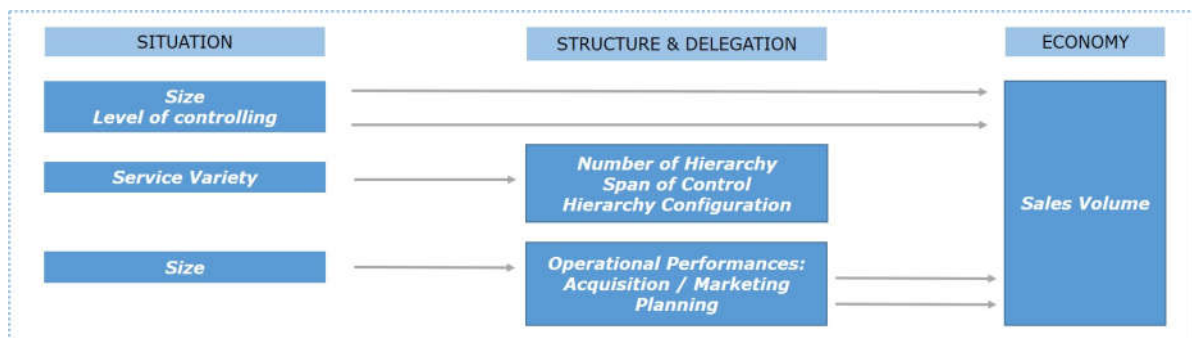 SITUATION
STRUCTURE & DELEGATION
ECONOMY
Size
Level of controlling
Service Variety
Number of Hierarchy
Span of Control
Hierarchy Configuration
Sales Volume
Size
Operational Performances:
Acquisition / Marketing
Planning